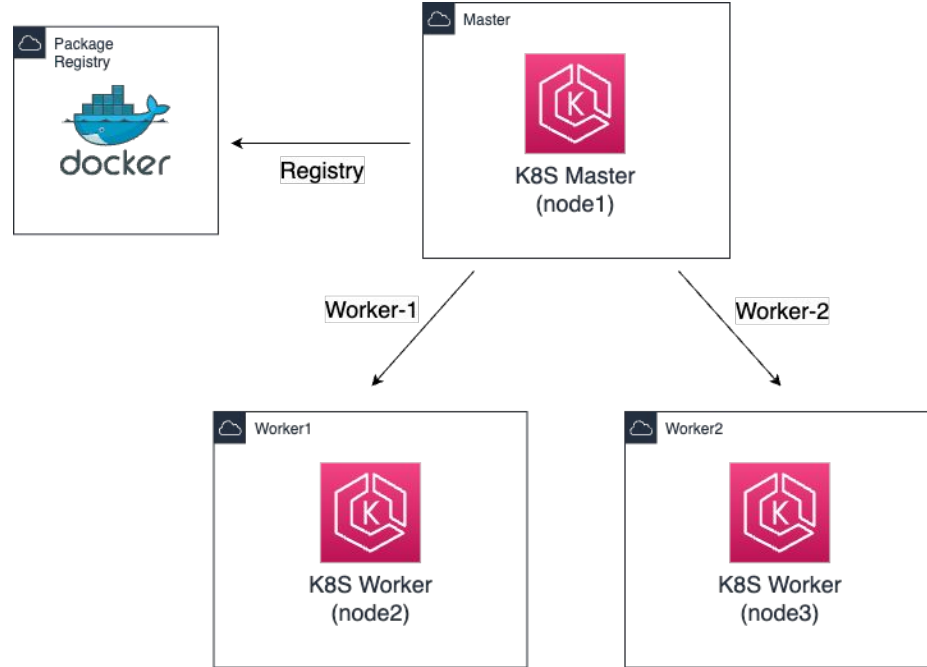 Package
Registry
docker
Registry
Master
K
K8S Master
(node1)
Worker-1
Worker-2
Worker1
K
K8S Worker
(node2)
Worker2
K
K8S Worker
(node3)